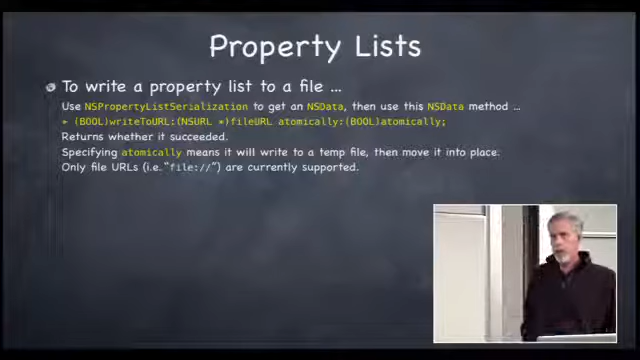 Property Lists
To write a property list to a file ...
Use NSPropertyListSerialization to get an NSData, then use this NSData method ...
+ (BOOL)writeToURL:(NSURL *)fileURL atomically:(BOOL)atomically;
Returns whether it succeeded.
Specifying atomically means it will write to a temp file, then move it into place.
Only file URLs (i.e. "file://") are currently supported.